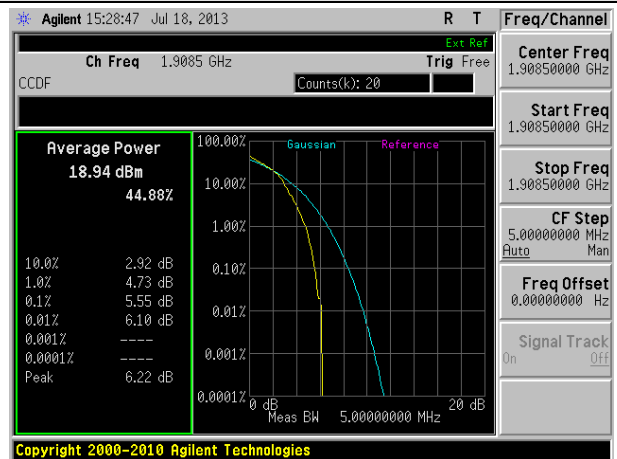 Agilent 15:28:47 Jul 18, 2013 R T
Freq/Channel
Ext Ref
Ch Freq 1.9085 GHz Trig Free
CCDF
Counts(k): 20
Center Freq
1.90850000 GHz
Start Freq
1.90850000 GHz
Stop Freq
1.90850000 GHz
CF Step
5.00000000 MHz
Auto Man
Freq Offset
0.00000000 Hz
Signal Track
On Off
Average Power
18.94 dBm
44.88%
10.0% 2.92 dB
1.0% 4.73 dB
0.1% 5.55 dB
0.01% 6.10 dB
0.001% ----
0.0001% ----
Peak 6.22 dB
Gaussian Reference
100.00%
10.00%
1.00%
0.10%
0.01%
0.001%
0.0001%
0 dB 20 dB
Meas BW 5.00000000 MHz
Copyright 2000-2010 Agilent Technologies